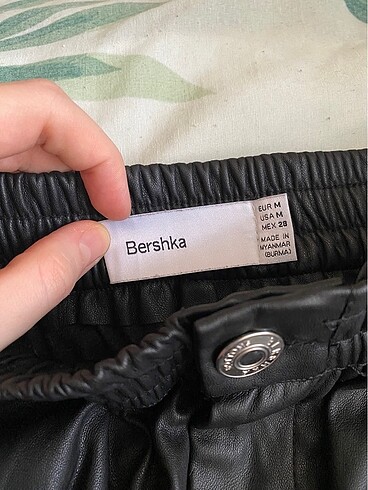 Bershka
EUR M
USA M
MEX 28
MADE IN
MYANMAR
(BURMA)